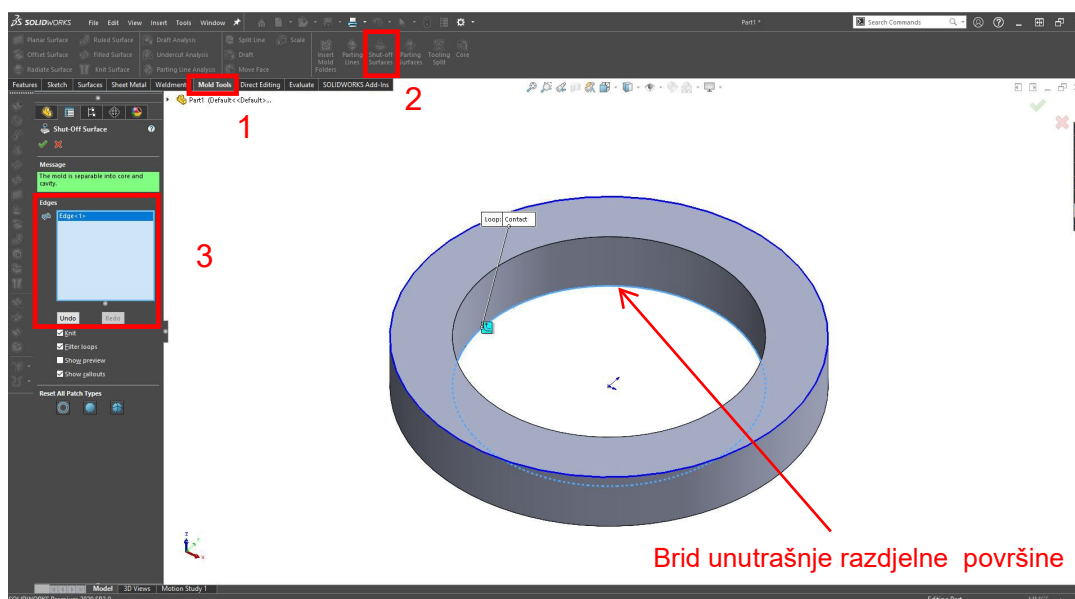 SOLIDWORKS File Edit View Insert Tools Window Part1 * Search Commands
Planar Surface Ruled Surface Draft Analysis Split Line Scale
Offset Surface Filled Surface Undercut Analysis Draft
Radiate Surface Knit Surface Parting Line Analysis Move Face
Insert Mold Folders
Parting Lines
Shut-off Surfaces
Parting Surfaces
Tooling Split
Core
Features Sketch Surfaces Sheet Metal Weldments Mold Tools Direct Editing Evaluate SOLIDWORKS Add-Ins
2
Part1 (Default<<Default>...
1
Shut-Off Surface
Message
The mold is separable into core and
cavity.
Edges
Edge<1>
Loop: Contact
3
Undo Redo
Knit
Filter loops
Show preview
Show callouts
Reset All Patch Types
Brid unutrašnje razdjelne površine
Model 3D Views Motion Study 1